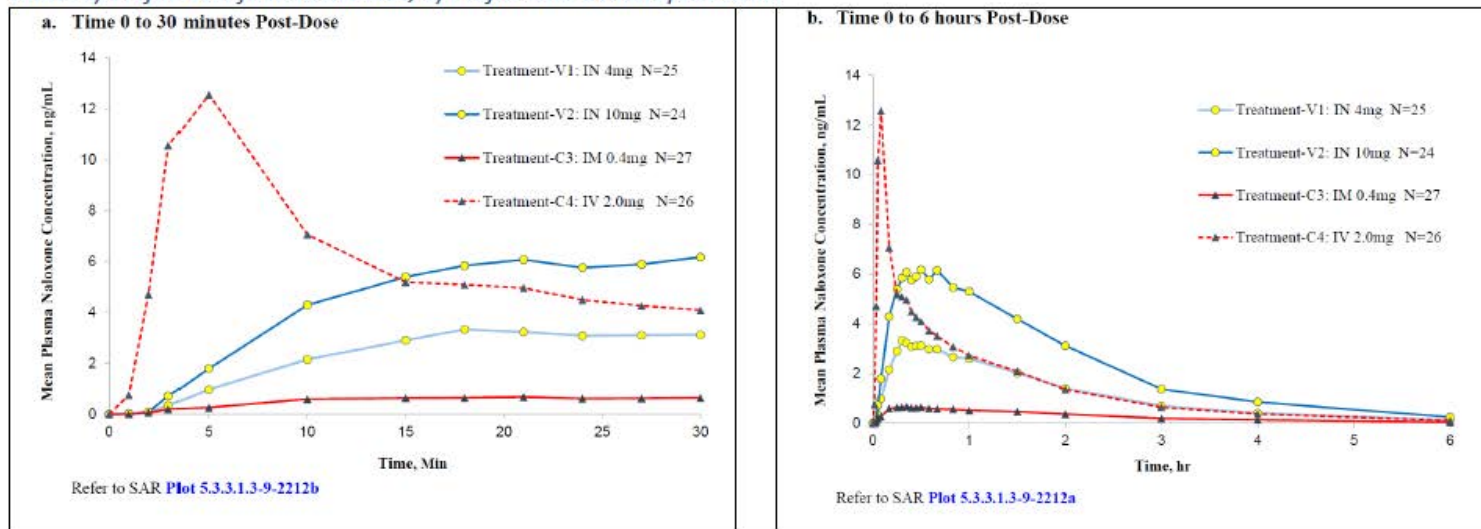 a. Time 0 to 30 minutes Post-Dose
Mean Plasma Naloxone Concentration, ng/mL
14
12
10
8
6
4
2
0
Treatment-V1: IN 4mg N=25
Treatment-V2: IN 10mg N=24
Treatment-C3: IM 0.4mg N=27
Treatment-C4: IV 2.0mg N=26
0 5 10 15 20 25 30
Time, Min
Refer to SAR Plot 5.3.3.1.3-9-2212b
b. Time 0 to 6 hours Post-Dose
Mean Plasma Naloxone Concentration, ng/mL
14
12
10
8
6
4
2
0
Treatment-V1: IN 4mg N=25
Treatment-V2: IN 10mg N=24
Treatment-C3: IM 0.4mg N=27
Treatment-C4: IV 2.0mg N=26
0 1 2 3 4 5 6
Time, hr
Refer to SAR Plot 5.3.3.1.3-9-2212a